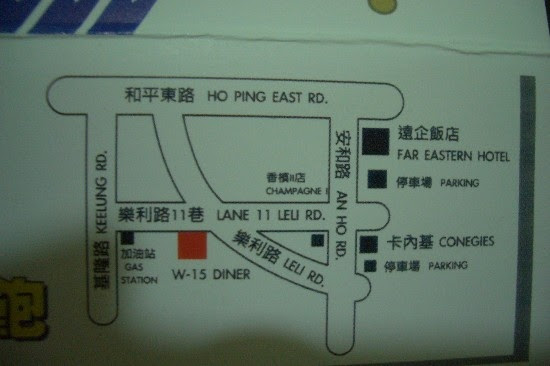 和平東路 HO PING EAST RD.
基隆路 KEELUNG RD.
安和路 AN HO RD.
遠企飯店
FAR EASTERN HOTEL
停車場 PARKING
香檳II店
CHAMPAGNE II
樂利路11巷 LANE 11 LELI RD.
樂利路 LELI RD.
卡內基 CONEGIES
停車場 PARKING
加油站
GAS
STATION
W-15 DINER